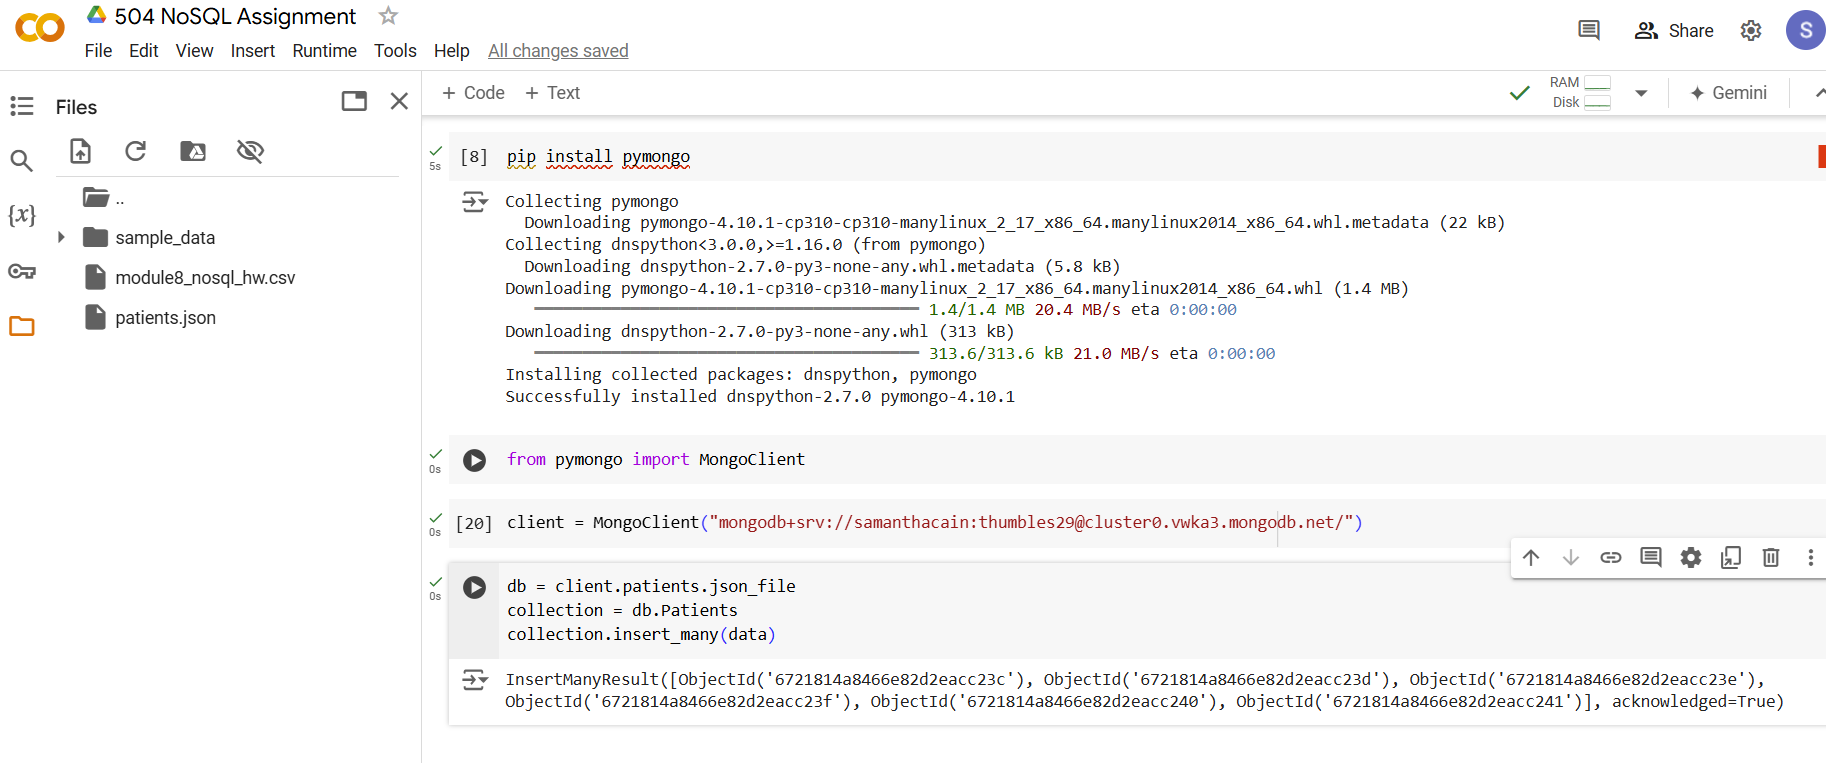 504 NoSQL Assignment
File Edit View Insert Runtime Tools Help All changes saved
Share
S
Files
+ Code + Text
RAM
Disk
Gemini
..
sample_data
module8_nosql_hw.csv
patients.json
{x}
5s
[8] pip install pymongo
Collecting pymongo
Downloading pymongo-4.10.1-cp310-cp310-manylinux_2_17_x86_64.manylinux2014_x86_64.whl.metadata (22 kB)
Collecting dnspython<3.0.0,>=1.16.0 (from pymongo)
Downloading dnspython-2.7.0-py3-none-any.whl.metadata (5.8 kB)
Downloading pymongo-4.10.1-cp310-cp310-manylinux_2_17_x86_64.manylinux2014_x86_64.whl (1.4 MB)
1.4/1.4 MB 20.4 MB/s eta 0:00:00
Downloading dnspython-2.7.0-py3-none-any.whl (313 kB)
313.6/313.6 kB 21.0 MB/s eta 0:00:00
Installing collected packages: dnspython, pymongo
Successfully installed dnspython-2.7.0 pymongo-4.10.1
0s
from pymongo import MongoClient
0s
[20] client = MongoClient("mongodb+srv://samanthacain:thumbles29@cluster0.vwka3.mongodb.net/")
0s
db = client.patients.json_file
collection = db.Patients
collection.insert_many(data)
InsertManyResult([ObjectId('6721814a8466e82d2eacc23c'), ObjectId('6721814a8466e82d2eacc23d'), ObjectId('6721814a8466e82d2eacc23e'),
ObjectId('6721814a8466e82d2eacc23f'), ObjectId('6721814a8466e82d2eacc240'), ObjectId('6721814a8466e82d2eacc241')], acknowledged=True)